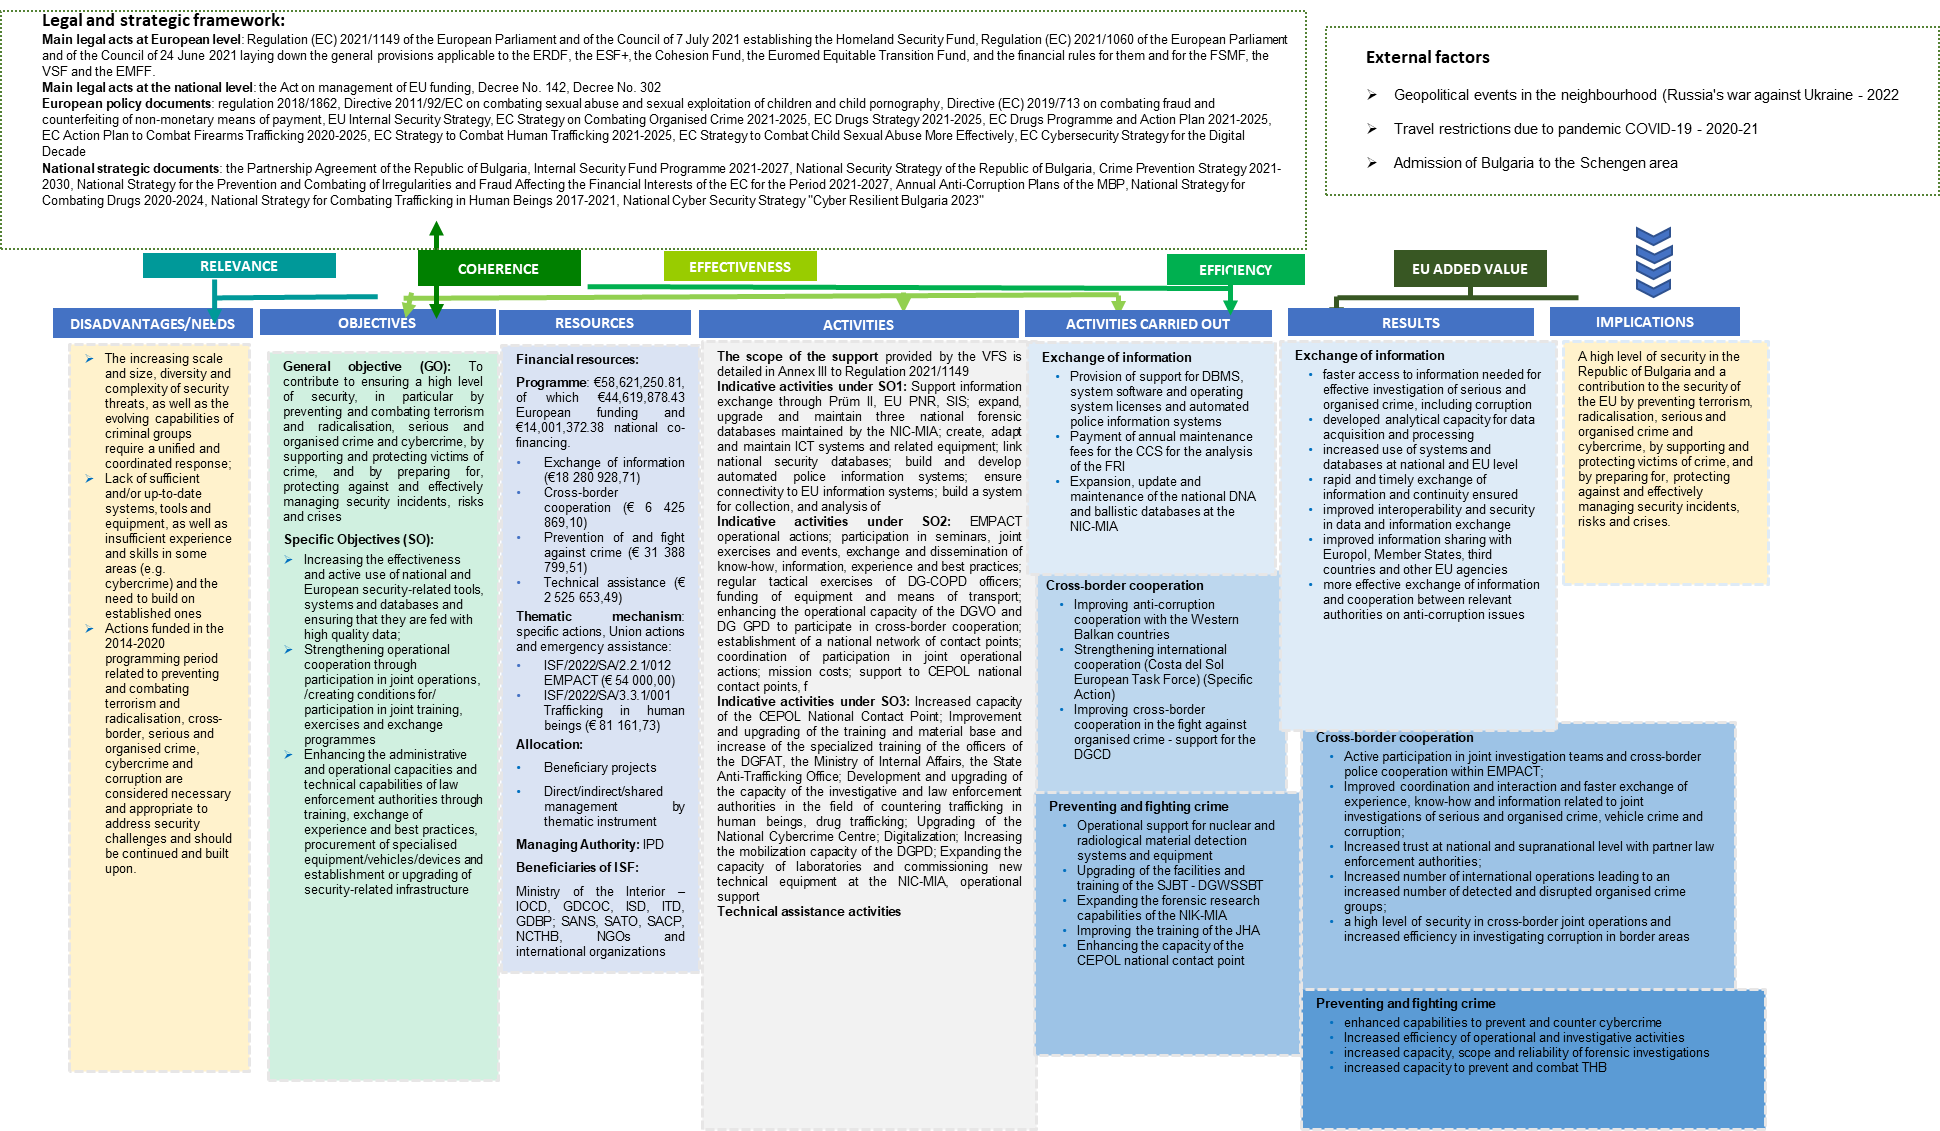 Legal and strategic framework:
Main legal acts at European level: Regulation (EC) 2021/1149 of the European Parliament and of the Council of 7 July 2021 establishing the Homeland Security Fund, Regulation (EC) 2021/1060 of the European Parliament
and of the Council of 24 June 2021 laying down the general provisions applicable to the ERDF, the ESF+, the Cohesion Fund, the Euromed Equitable Transition Fund, and the financial rules for them and for the FSMF, the
VSF and the EMFF.
Main legal acts at the national level: the Act on management of EU funding, Decree No. 142, Decree No. 302
European policy documents: regulation 2018/1862, Directive 2011/92/EC on combating sexual abuse and sexual exploitation of children and child pornography, Directive (EC) 2019/713 on combating fraud and
counterfeiting of non-monetary means of payment, EU Internal Security Strategy, EC Strategy on Combating Organised Crime 2021-2025, EC Drugs Strategy 2021-2025, EC Drugs Programme and Action Plan 2021-2025,
EC Action Plan to Combat Firearms Trafficking 2020-2025, EC Strategy to Combat Human Trafficking 2021-2025, EC Strategy to Combat Child Sexual Abuse More Effectively, EC Cybersecurity Strategy for the Digital
Decade
National strategic documents: the Partnership Agreement of the Republic of Bulgaria, Internal Security Fund Programme 2021-2027, National Security Strategy of the Republic of Bulgaria, Crime Prevention Strategy 2021-
2030, National Strategy for the Prevention and Combating of Irregularities and Fraud Affecting the Financial Interests of the EC for the Period 2021-2027, Annual Anti-Corruption Plans of the MBP, National Strategy for
Combating Drugs 2020-2024, National Strategy for Combating Trafficking in Human Beings 2017-2021, National Cyber Security Strategy "Cyber Resilient Bulgaria 2023"
External factors
➢ Geopolitical events in the neighbourhood (Russia's war against Ukraine - 2022
➢ Travel restrictions due to pandemic COVID-19 - 2020-21
➢ Admission of Bulgaria to the Schengen area
RELEVANCE
COHERENCE
EFFECTIVENESS
EFFICIENCY
EU ADDED VALUE
DISADVANTAGES/NEEDS
➢ The increasing scale
and size, diversity and
complexity of security
threats, as well as the
evolving capabilities of
criminal groups
require a unified and
coordinated response;
➢ Lack of sufficient
and/or up-to-date
systems, tools and
equipment, as well as
insufficient experience
and skills in some
areas (e.g.
cybercrime) and the
need to build on
established ones
➢ Actions funded in the
2014-2020
programming period
related to preventing
and combating
terrorism and
radicalisation, cross-
border, serious and
organised crime,
cybercrime and
corruption are
considered necessary
and appropriate to
address security
challenges and should
be continued and built
upon.
OBJECTIVES
General objective (GO): To
contribute to ensuring a high level
of security, in particular by
preventing and combating terrorism
and radicalisation, serious and
organised crime and cybercrime, by
supporting and protecting victims of
crime, and by preparing for,
protecting against and effectively
managing security incidents, risks
and crises
Specific Objectives (SO):
➢ Increasing the effectiveness
and active use of national and
European security-related tools,
systems and databases and
ensuring that they are fed with
high quality data;
➢ Strengthening operational
cooperation through
participation in joint operations,
/creating conditions for/
participation in joint training,
exercises and exchange
programmes
➢ Enhancing the administrative
and operational capacities and
technical capabilities of law
enforcement authorities through
training, exchange of
experience and best practices,
procurement of specialised
equipment/vehicles/devices and
establishment or upgrading of
security-related infrastructure
RESOURCES
Financial resources:
Programme: €58,621,250.81,
of which €44,619,878.43
European funding and
€14,001,372.38 national co-
financing.
• Exchange of information
(€18 280 928,71)
• Cross-border
cooperation (€ 6 425
869,10)
• Prevention of and fight
against crime (€ 31 388
799,51)
• Technical assistance (€
2 525 653,49)
Thematic mechanism:
specific actions, Union actions
and emergency assistance:
• ISF/2022/SA/2.2.1/012
EMPACT (€ 54 000,00)
• ISF/2022/SA/3.3.1/001
Trafficking in human
beings (€ 81 161,73)
Allocation:
• Beneficiary projects
• Direct/indirect/shared
management by
thematic instrument
Managing Authority: IPD
Beneficiaries of ISF:
Ministry of the Interior –
IOCD, GDCOC, ISD, ITD,
GDBP; SANS, SATO, SACP,
NCTHB, NGOs and
international organizations
ACTIVITIES
The scope of the support provided by the VFS is
detailed in Annex III to Regulation 2021/1149
Indicative activities under SO1: Support information
exchange through Prüm II, EU PNR, SIS; expand,
upgrade and maintain three national forensic
databases maintained by the NIC-MIA; create, adapt
and maintain ICT systems and related equipment; link
national security databases; build and develop
automated police information systems; ensure
connectivity to EU information systems; build a system
for collection, and analysis of
Indicative activities under SO2: EMPACT
operational actions; participation in seminars, joint
exercises and events, exchange and dissemination of
know-how, information, experience and best practices;
regular tactical exercises of DG-COPD officers;
funding of equipment and means of transport;
enhancing the operational capacity of the DGVO and
DG GPD to participate in cross-border cooperation;
establishment of a national network of contact points;
coordination of participation in joint operational
actions; mission costs; support to CEPOL national
contact points, f
Indicative activities under SO3: Increased capacity
of the CEPOL National Contact Point; Improvement
and upgrading of the training and material base and
increase of the specialized training of the officers of
the DGFAT, the Ministry of Internal Affairs, the State
Anti-Trafficking Office; Development and upgrading of
the capacity of the investigative and law enforcement
authorities in the field of countering trafficking in
human beings, drug trafficking; Upgrading of the
National Cybercrime Centre; Digitalization; Increasing
the mobilization capacity of the DGPD; Expanding the
capacity of laboratories and commissioning new
technical equipment at the NIC-MIA, operational
support
Technical assistance activities
ACTIVITIES CARRIED OUT
Exchange of information
• Provision of support for DBMS,
system software and operating
system licenses and automated
police information systems
• Payment of annual maintenance
fees for the CCS for the analysis
of the FRI
• Expansion, update and
maintenance of the national DNA
and ballistic databases at the
NIC-MIA
Cross-border cooperation
• Improving anti-corruption
cooperation with the Western
Balkan countries
• Strengthening international
cooperation (Costa del Sol
European Task Force) (Specific
Action)
• Improving cross-border
cooperation in the fight against
organised crime - support for the
DGCD
Preventing and fighting crime
• Operational support for nuclear and
radiological material detection
systems and equipment
• Upgrading of the facilities and
training of the SJBT - DGWSSBT
• Expanding the forensic research
capabilities of the NIK-MIA
• Improving the training of the JHA
• Enhancing the capacity of the
CEPOL national contact point
RESULTS
Exchange of information
• faster access to information needed for
effective investigation of serious and
organised crime, including corruption
• developed analytical capacity for data
acquisition and processing
• increased use of systems and
databases at national and EU level
• rapid and timely exchange of
information and continuity ensured
• improved interoperability and security
in data and information exchange
• improved information sharing with
Europol, Member States, third
countries and other EU agencies
• more effective exchange of information
and cooperation between relevant
authorities on anti-corruption issues
Cross-border cooperation
• Active participation in joint investigation teams and cross-border
police cooperation within EMPACT;
• Improved coordination and interaction and faster exchange of
experience, know-how and information related to joint
investigations of serious and organised crime, vehicle crime and
corruption;
• Increased trust at national and supranational level with partner law
enforcement authorities;
• Increased number of international operations leading to an
increased number of detected and disrupted organised crime
groups;
• a high level of security in cross-border joint operations and
increased efficiency in investigating corruption in border areas
Preventing and fighting crime
• enhanced capabilities to prevent and counter cybercrime
• Increased efficiency of operational and investigative activities
• increased capacity, scope and reliability of forensic investigations
• increased capacity to prevent and combat THB
IMPLICATIONS
A high level of security in the
Republic of Bulgaria and a
contribution to the security of
the EU by preventing terrorism,
radicalisation, serious and
organised crime and
cybercrime, by supporting and
protecting victims of crime, and
by preparing for, protecting
against and effectively
managing security incidents,
risks and crises.